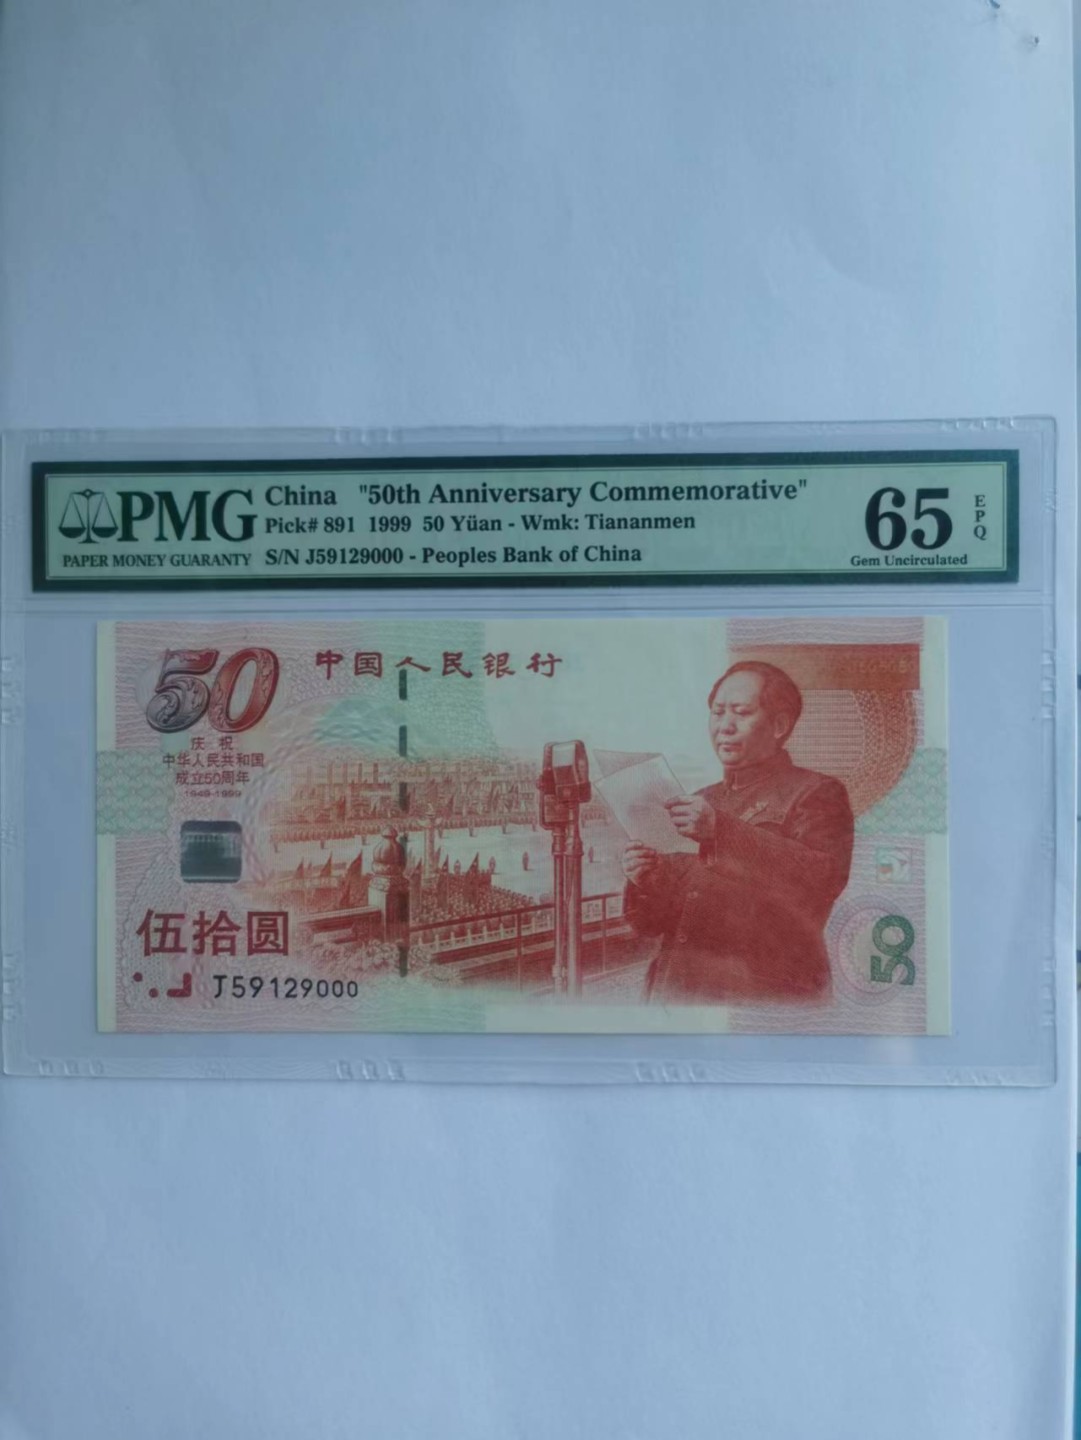 PMG
PAPER MONEY GUARANTY
China "50th Anniversary Commemorative"
Pick# 891 1999 50 Yüan - Wmk: Tiananmen
S/N J59129000 - Peoples Bank of China
65
EPQ
Gem Uncirculated
50
中国人民银行
庆祝
中华人民共和国
成立50周年
1949-1999
伍拾圆
J59129000
50